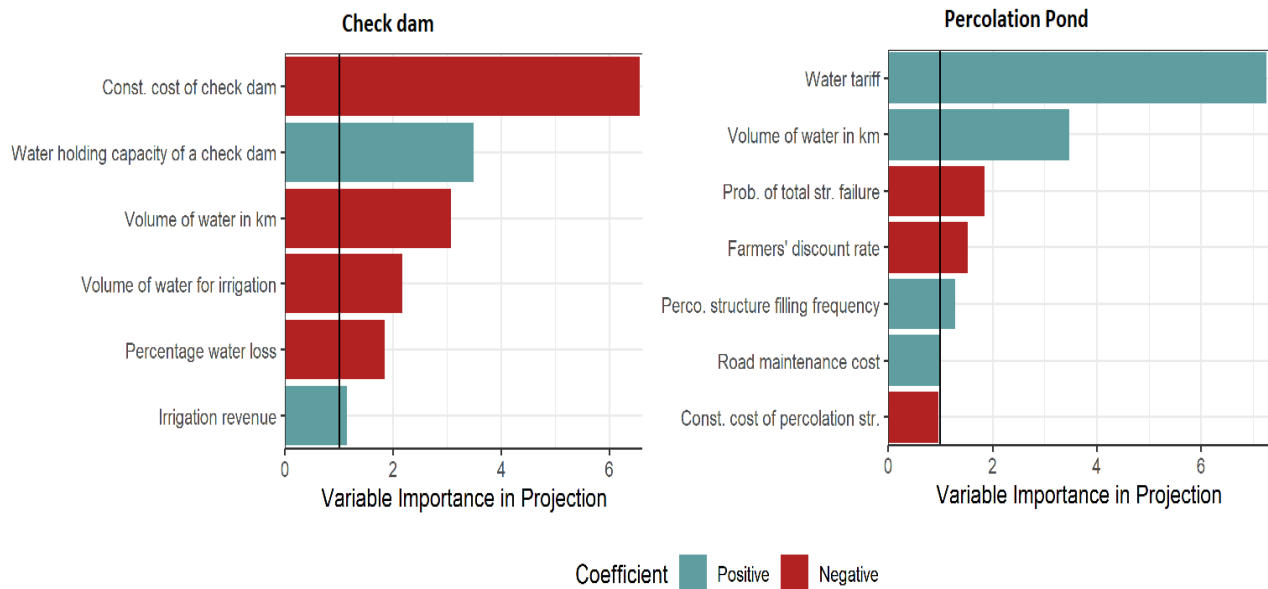 Check dam
Const. cost of check dam
Water holding capacity of a check dam
Volume of water in km
Volume of water for irrigation
Percentage water loss
Irrigation revenue
0 2 4 6
Variable Importance in Projection
Percolation Pond
Water tariff
Volume of water in km
Prob. of total str. failure
Farmers' discount rate
Perco. structure filling frequency
Road maintenance cost
Const. cost of percolation str.
0 2 4 6
Variable Importance in Projection
Coefficient Positive Negative